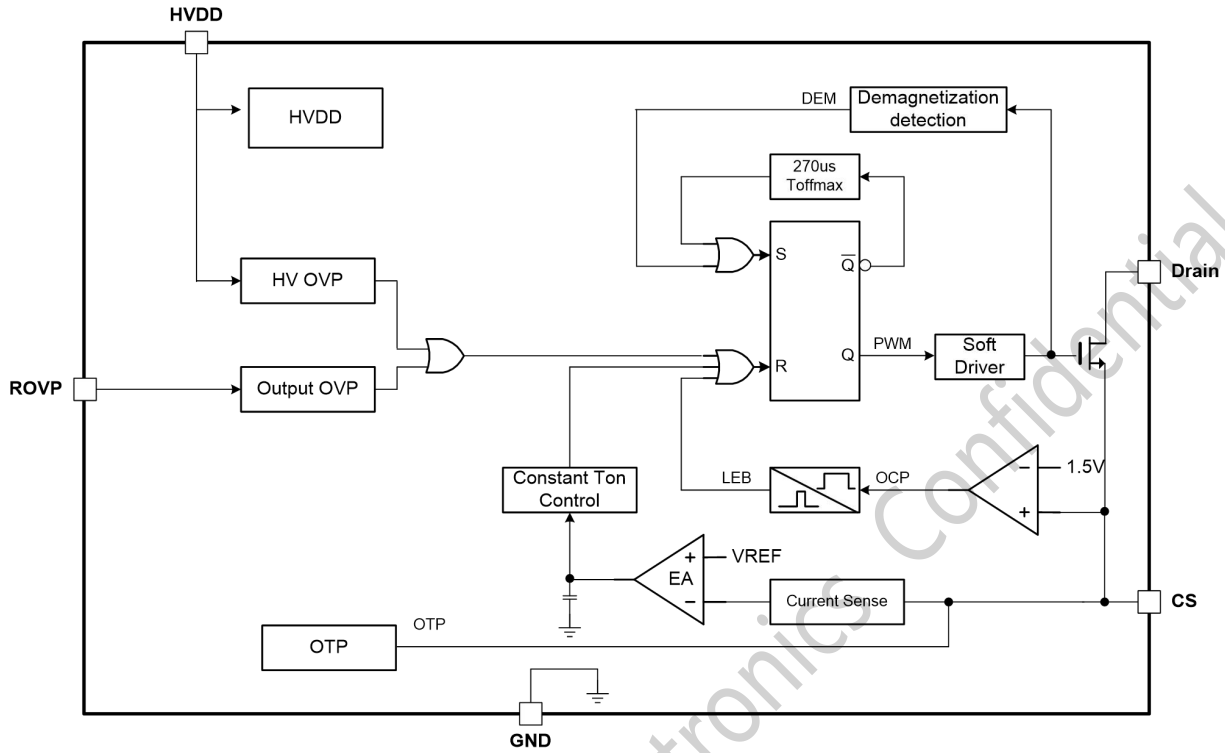 HVDD
HVDD
DEM
Demagnetization
detection
270us
Toffmax
S
Q
HV OVP
Drain
R
Q
PWM
Soft
Driver
ROVP
Output OVP
Constant Ton
Control
LEB
OCP
−
1.5V
+
+
VREF
EA
−
Current Sense
CS
OTP
OTP
GND
tronics Confidential